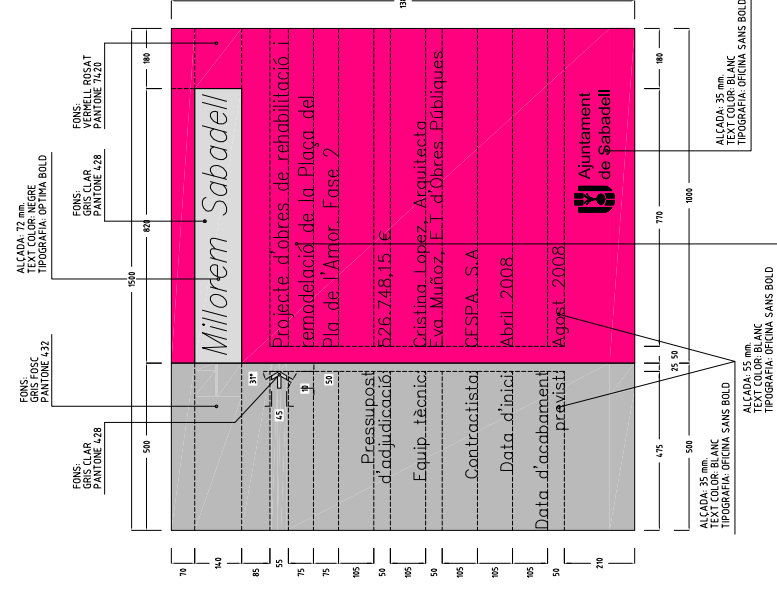 Millorem Sabadell
Projecte d'obres de rehabilitació i
remodelació de la Plaça del
Pla de l'Amor. Fase 2
Pressupost
d'adjudicació
526.748,15 €
Equip tècnic
Cristina Lopez, Arquitecta
Eva Muñoz, E.T. d'Obres Públiques
Contractista
CESPA, S.A
Data d'inici
Abril 2008
Data d'acabament
previst
Agost 2008
Ajuntament
de Sabadell
FONS:
GRIS CLAR
PANTONE 428
FONS:
GRIS FOSC
PANTONE 432
ALÇADA: 72 mm.
TEXT COLOR: NEGRE
TIPOGRAFIA: OPTIMA BOLD
FONS:
GRIS CLAR
PANTONE 428
FONS:
VERMELL ROSAT
PANTONE 7420
ALÇADA: 35 mm.
TEXT COLOR: BLANC
TIPOGRAFIA: OFICINA SANS BOLD
ALÇADA: 55 mm.
TEXT COLOR: BLANC
TIPOGRAFIA: OFICINA SANS BOLD
ALÇADA: 35 mm.
TEXT COLOR: BLANC
TIPOGRAFIA: OFICINA SANS BOLD
500
1500
820
180
70
140
85
55
75
75
105
50
105
50
105
105
105
50
210
31°
45
10
50
475
25 50
770
180
500
1000